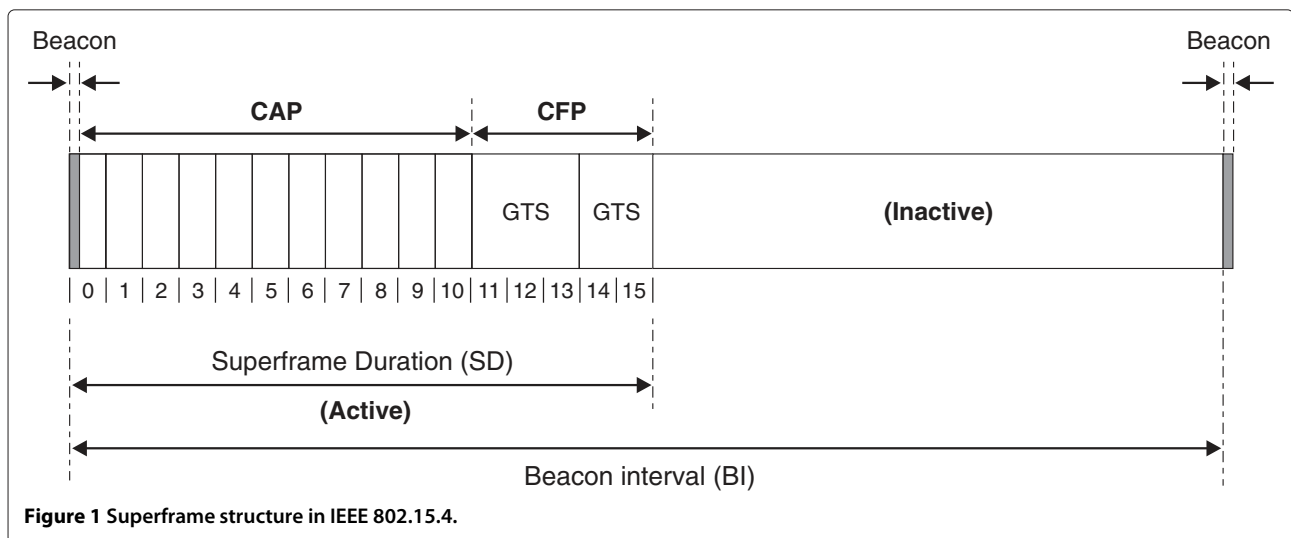 Beacon Beacon
CAP CFP
GTS GTS (Inactive)
0 1 2 3 4 5 6 7 8 9 10 11 12 13 14 15
Superframe Duration (SD)
(Active)
Beacon interval (BI)
Figure 1 Superframe structure in IEEE 802.15.4.